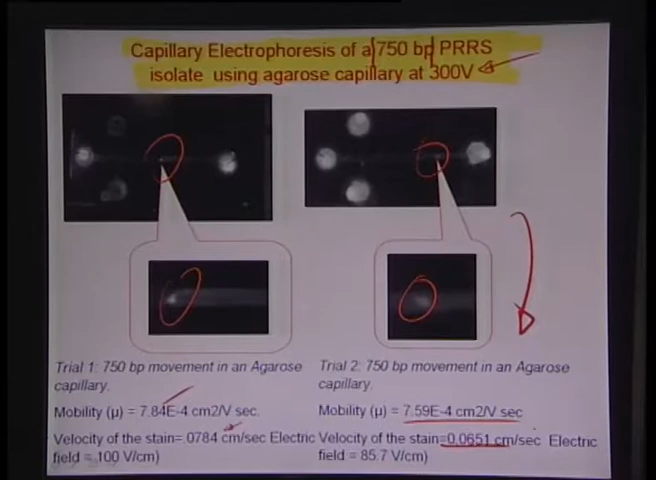 Capillary Electrophoresis of a 750 bp PRRS
isolate using agarose capillary at 300V
Trial 1: 750 bp movement in an Agarose
capillary.
Mobility (µ) = 7.84E-4 cm2/V sec.
Velocity of the stain=.0784 cm/sec Electric
field = 100 V/cm)
Trial 2: 750 bp movement in an Agarose
capillary.
Mobility (µ) = 7.59E-4 cm2/V sec
Velocity of the stain=0.0651 cm/sec Electric
field = 85.7 V/cm)